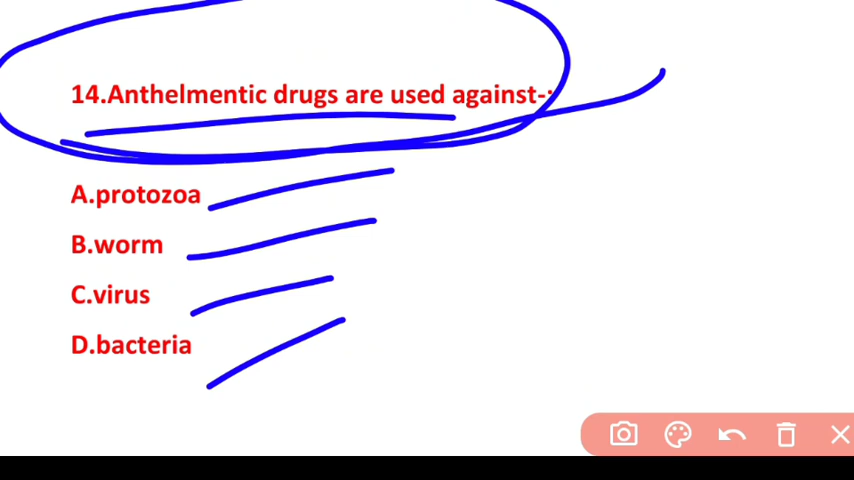 14.Anthelmentic drugs are used against-:
A.protozoa
B.worm
C.virus
D.bacteria